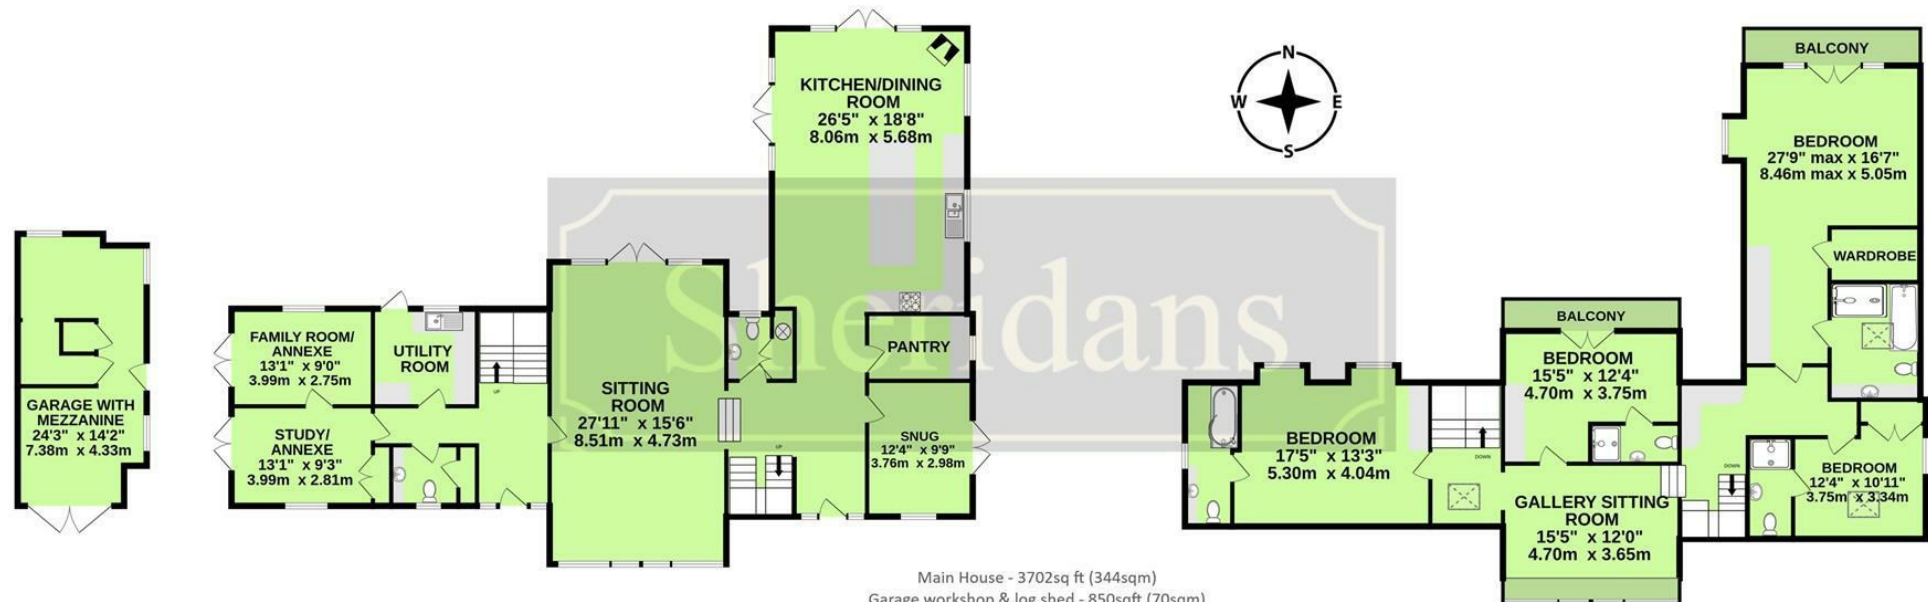 KITCHEN/DINING
ROOM
26'5" x 18'8"
8.06m x 5.68m
N
W E
S
BALCONY
BEDROOM
27'9" max x 16'7"
8.46m max x 5.05m
WARDROBE
Sheridans
FAMILY ROOM/
ANNEXE
13'1" x 9'0"
3.99m x 2.75m
UTILITY
ROOM
UP
STUDY/
ANNEXE
13'1" x 9'3"
3.99m x 2.81m
GARAGE WITH
MEZZANINE
24'3" x 14'2"
7.38m x 4.33m
SITTING
ROOM
27'11" x 15'6"
8.51m x 4.73m
PANTRY
UP
SNUG
12'4" x 9'9"
3.76m x 2.98m
BALCONY
BEDROOM
15'5" x 12'4"
4.70m x 3.75m
BEDROOM
17'5" x 13'3"
5.30m x 4.04m
DOWN
GALLERY SITTING
ROOM
15'5" x 12'0"
4.70m x 3.65m
DOWN
BEDROOM
12'4" x 10'11"
3.75m x 3.34m
Main House - 3702sq ft (344sqm)
Garage workshop & log shed - 850sqft (70sqm)